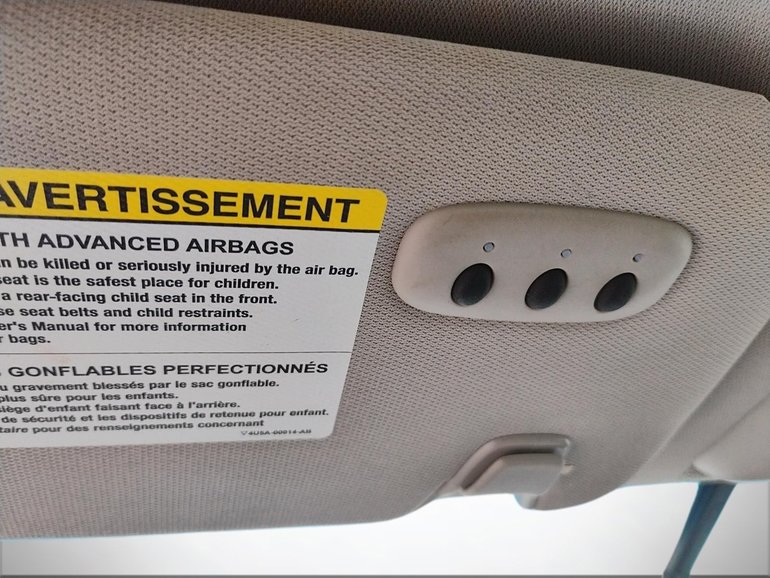 AVERTISSEMENT
TH ADVANCED AIRBAGS
n be killed or seriously injured by the air bag.
seat is the safest place for children.
a rear-facing child seat in the front.
se seat belts and child restraints.
er's Manual for more information
r bags.
GONFLABLES PERFECTIONNÉS
u gravement blessés par le sac gonflable.
plus sûre pour les enfants.
siège d'enfant faisant face à l'arrière.
de sécurité et les dispositifs de retenue pour enfant.
taire pour des renseignements concernant